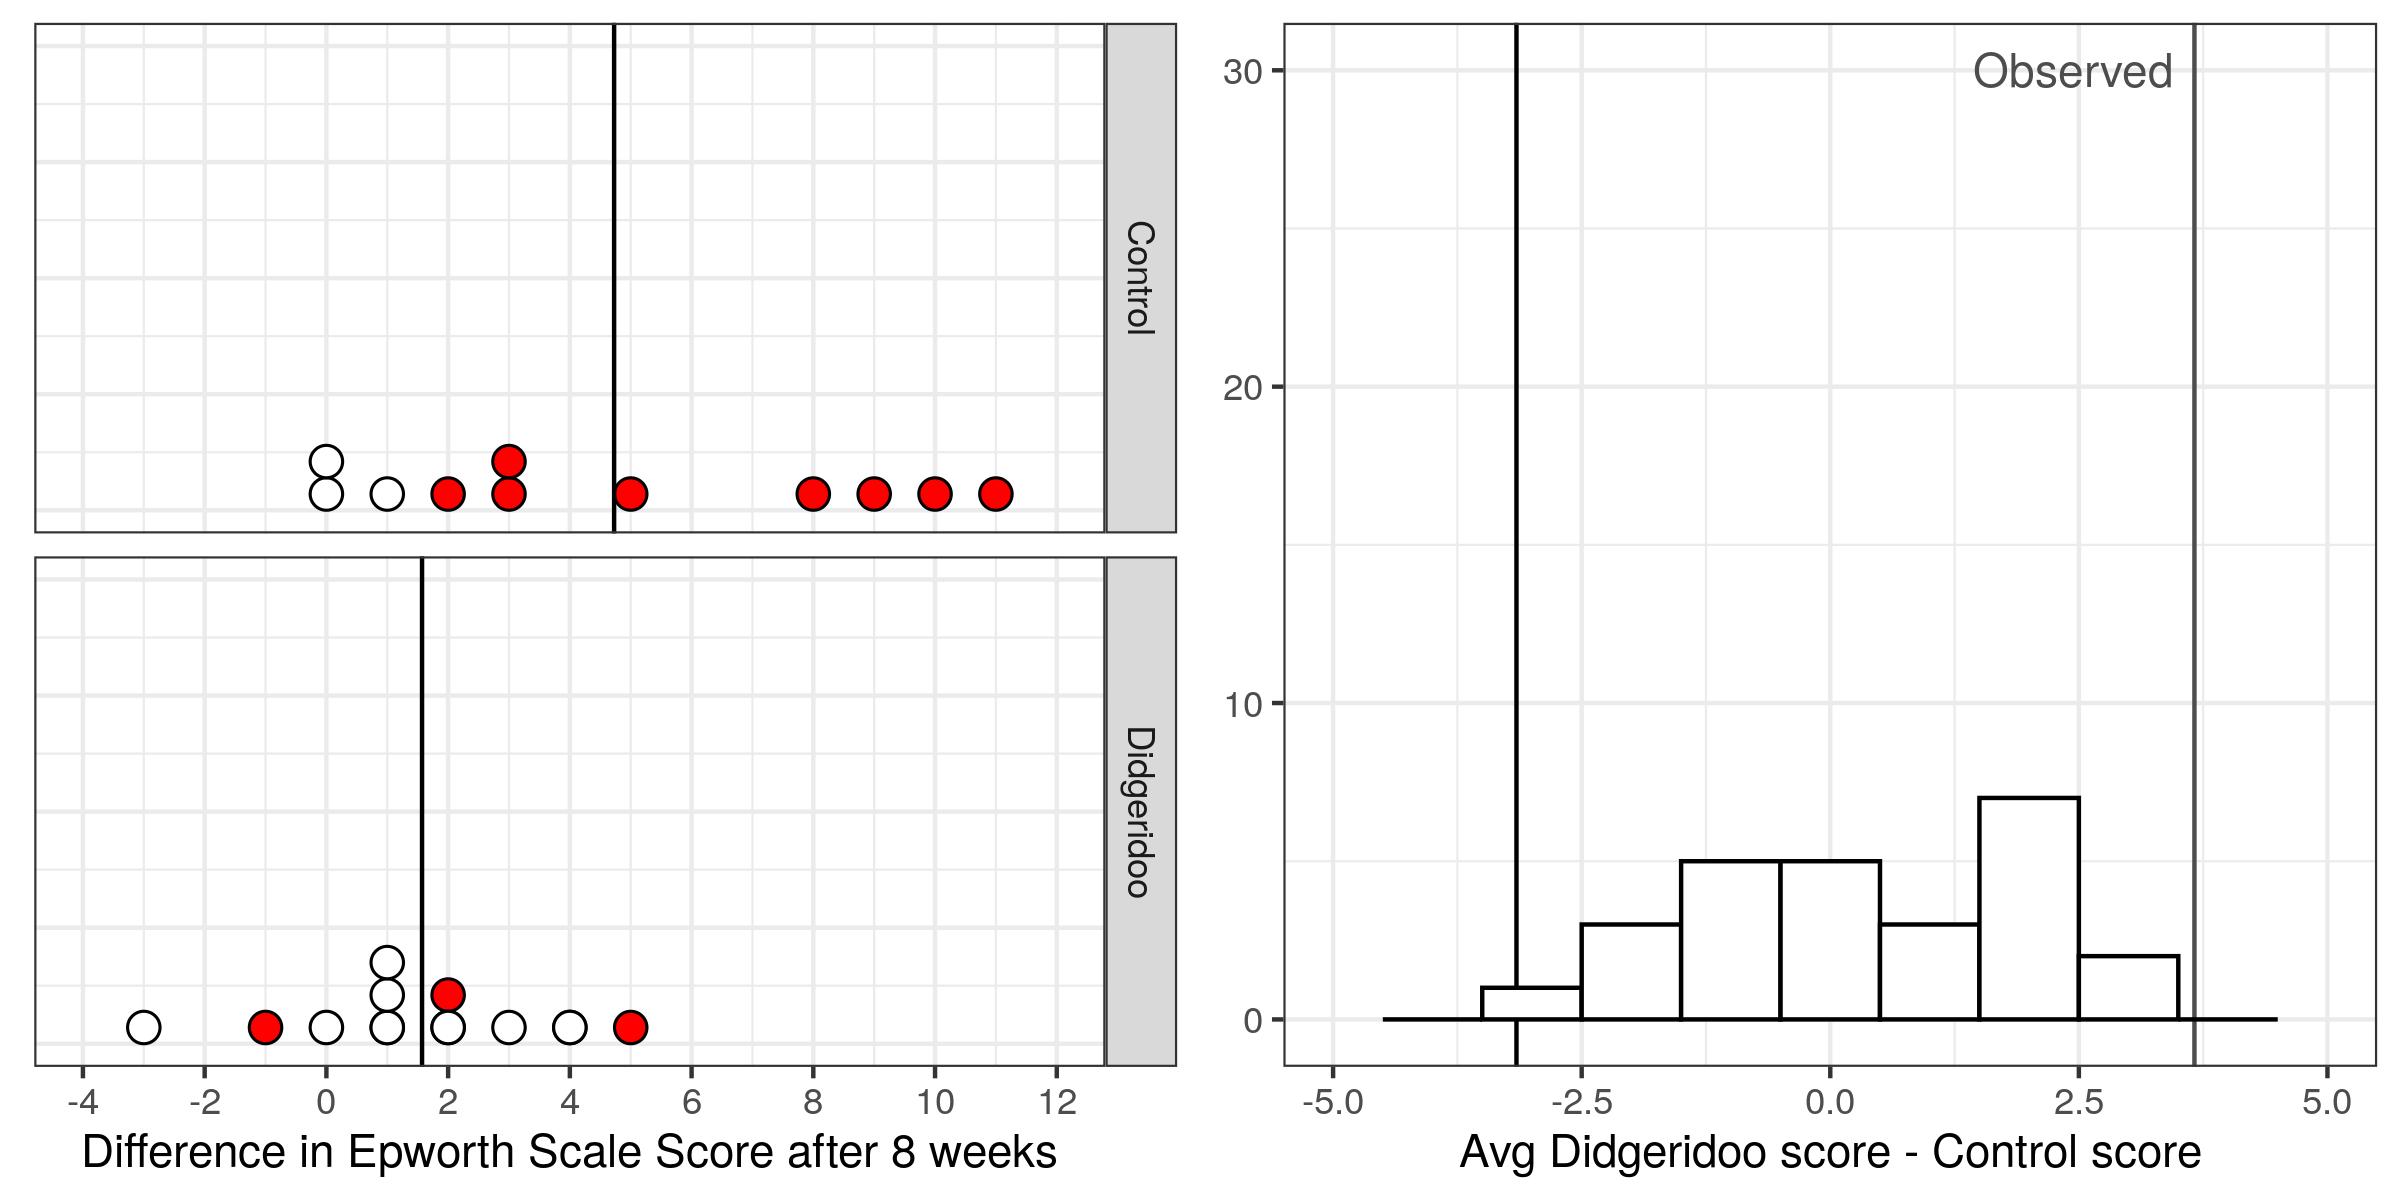 Control
Didgeridoo
-4 -2 0 2 4 6 8 10 12
Difference in Epworth Scale Score after 8 weeks
Observed
30
20
10
0
-5.0 -2.5 0.0 2.5 5.0
Avg Didgeridoo score - Control score